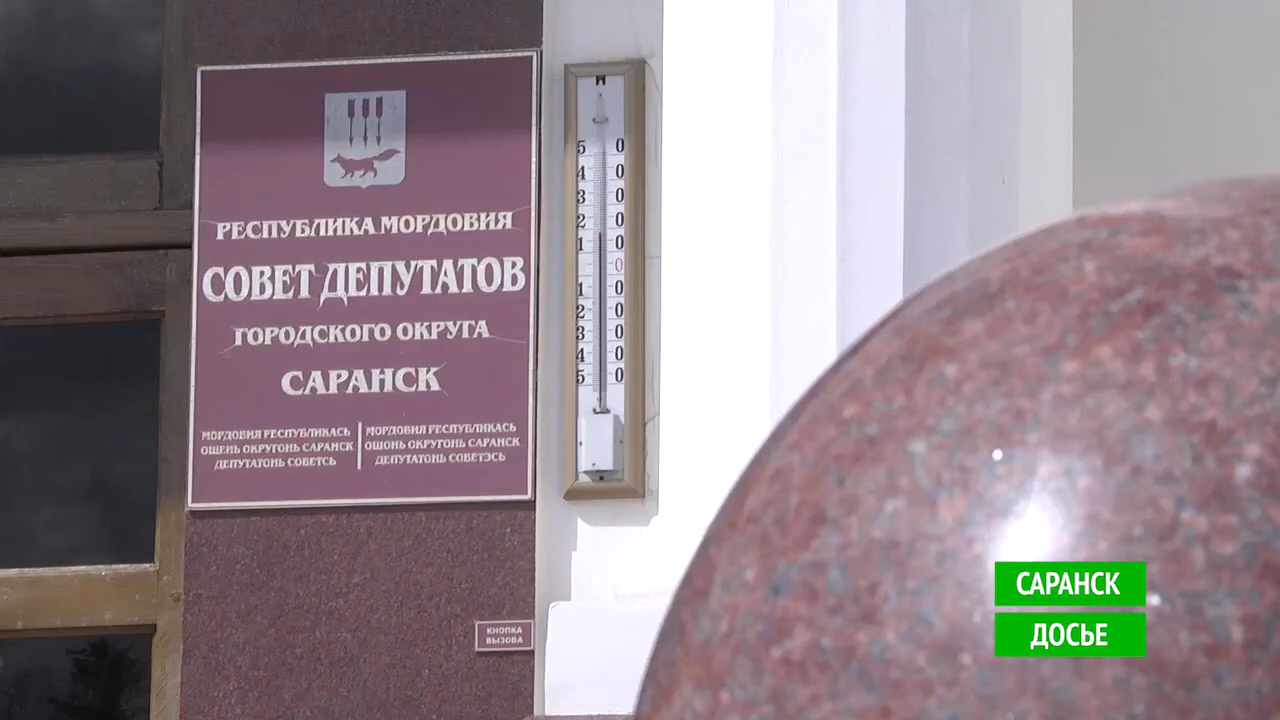 РЕСПУБЛИКА МОРДОВИЯ
СОВЕТ ДЕПУТАТОВ
ГОРОДСКОГО ОКРУГА
САРАНСК
МОРДОВИЯ РЕСПУБЛИКАСЬ
ОШЕНЬ ОКРУГОНЬ САРАНСК
ДЕПУТАТОНЬ СОВЕТСЬ
МОРДОВИЯ РЕСПУБЛИКАСЬ
ОШОНЬ ОКРУГОНЬ САРАНСК
ДЕПУТАТОНЬ СОВЕТЭСЬ
5 0
4 0
3 0
2 0
1 0
0
1 0
2 0
3 0
4 0
5 0
КНОПКА
ВЫЗОВА
САРАНСК
ДОСЬЕ